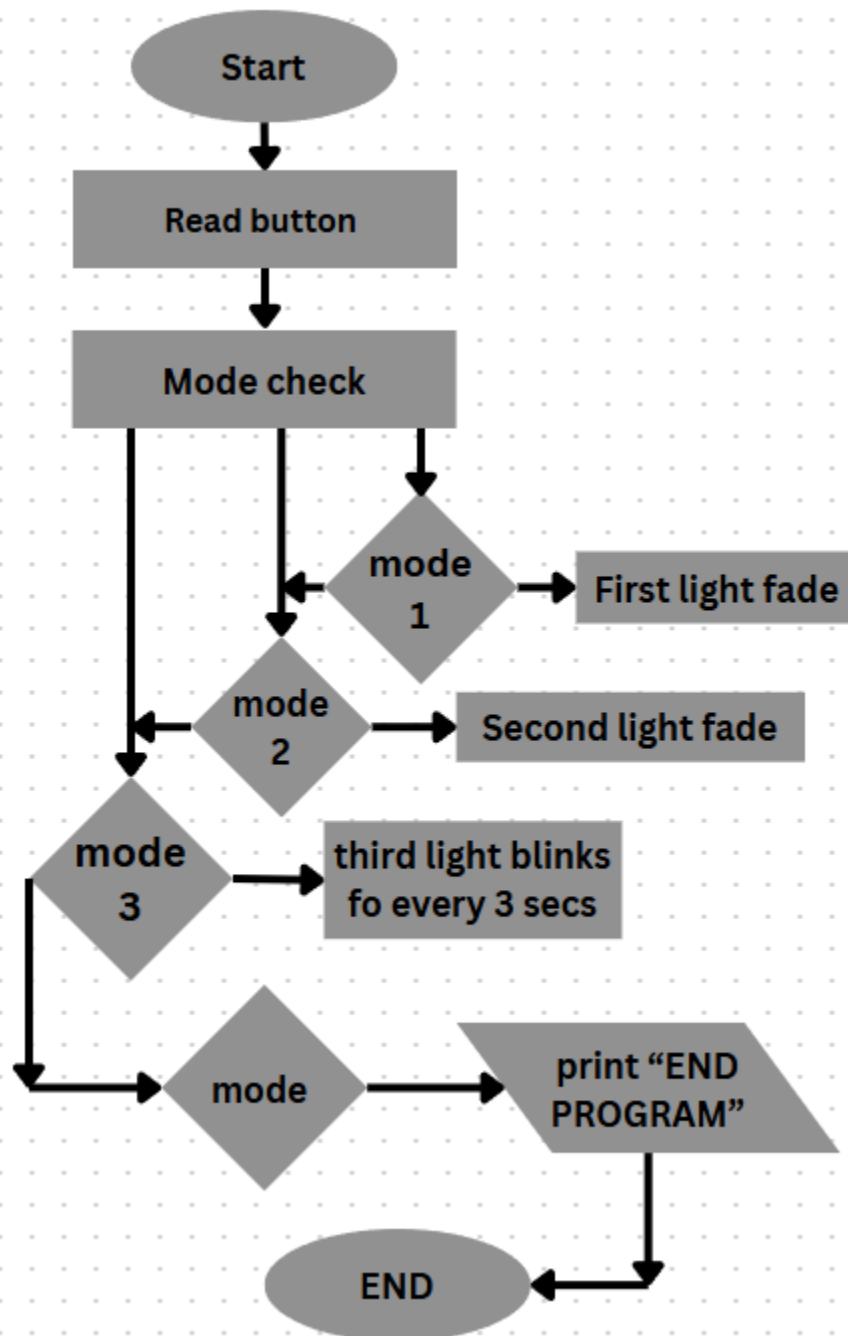 Start
Read button
Mode check
mode
1
First light fade
mode
2
Second light fade
mode
3
third light blinks
fo every 3 secs
mode
print “END
PROGRAM”
END